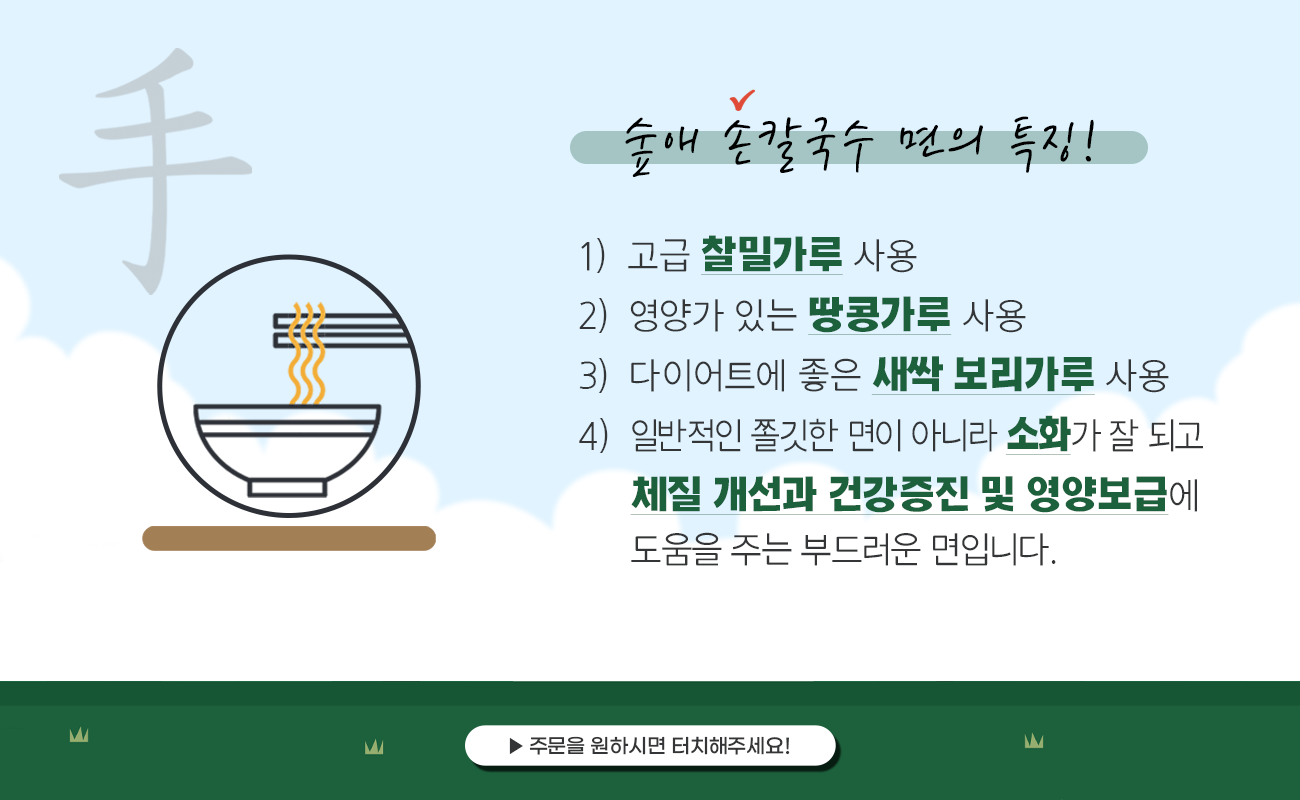 手
숲애 손칼국수 면의 특징!
1) 고급 찰밀가루 사용
2) 영양가 있는 땅콩가루 사용
3) 다이어트에 좋은 새싹 보리가루 사용
4) 일반적인 쫄깃한 면이 아니라 소화가 잘 되고
체질 개선과 건강증진 및 영양보급에
도움을 주는 부드러운 면입니다.
▶ 주문을 원하시면 터치해주세요!